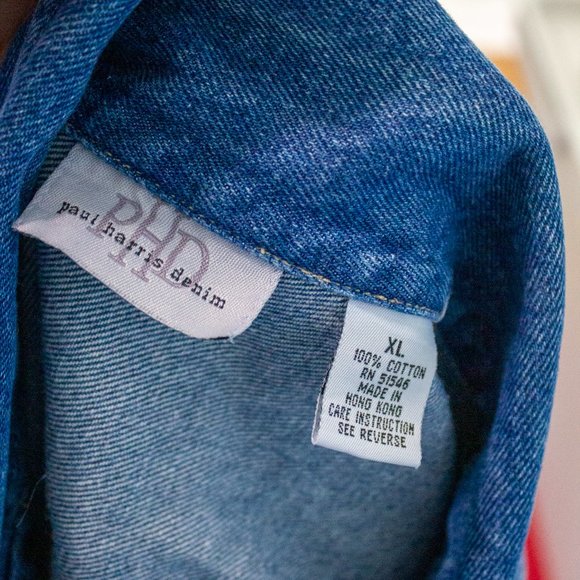 PHD
paul harris denim
XL
100% COTTON
RN 51546
MADE IN
HONG KONG
CARE INSTRUCTION
SEE REVERSE